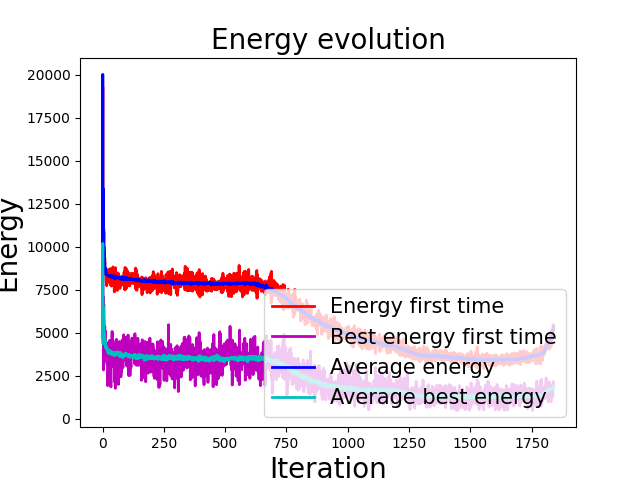 Energy evolution
Energy
20000
17500
15000
12500
10000
7500
5000
2500
0
Energy first time
Best energy first time
Average energy
Average best energy
0 250 500 750 1000 1250 1500 1750
Iteration